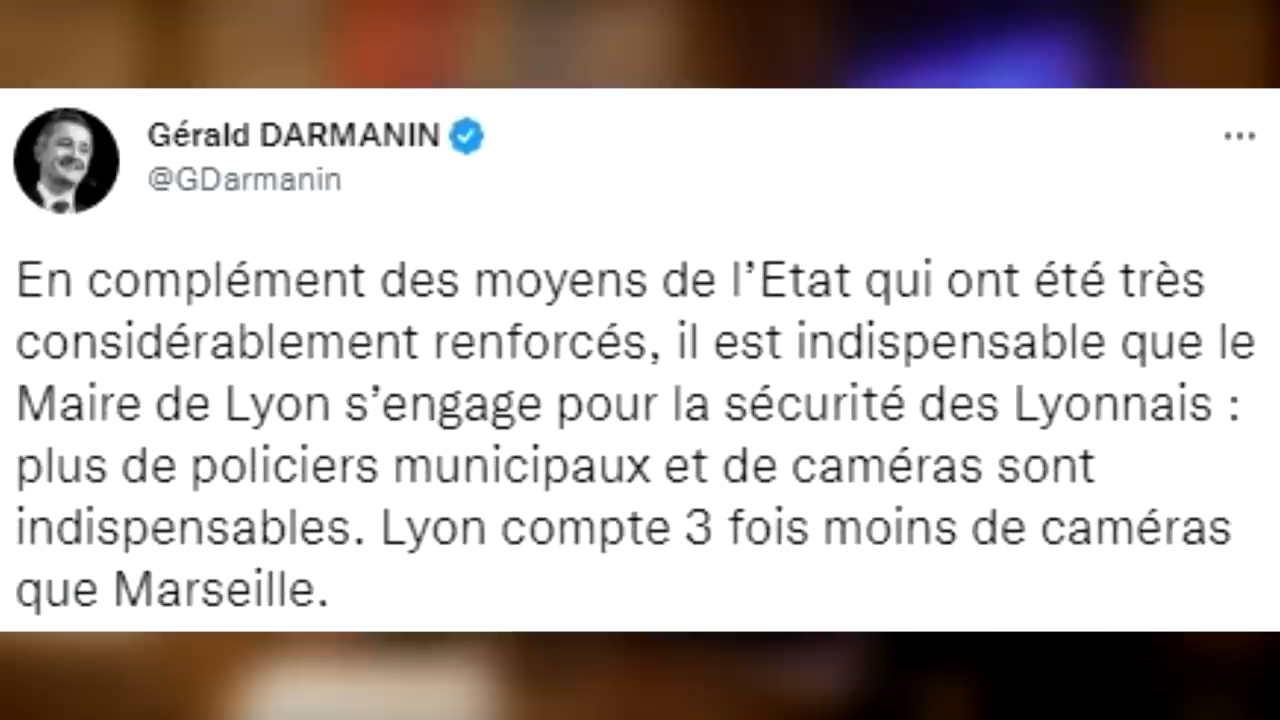 Gérald DARMANIN
@GDarmanin
En complément des moyens de l’Etat qui ont été très
considérablement renforcés, il est indispensable que le
Maire de Lyon s’engage pour la sécurité des Lyonnais :
plus de policiers municipaux et de caméras sont
indispensables. Lyon compte 3 fois moins de caméras
que Marseille.